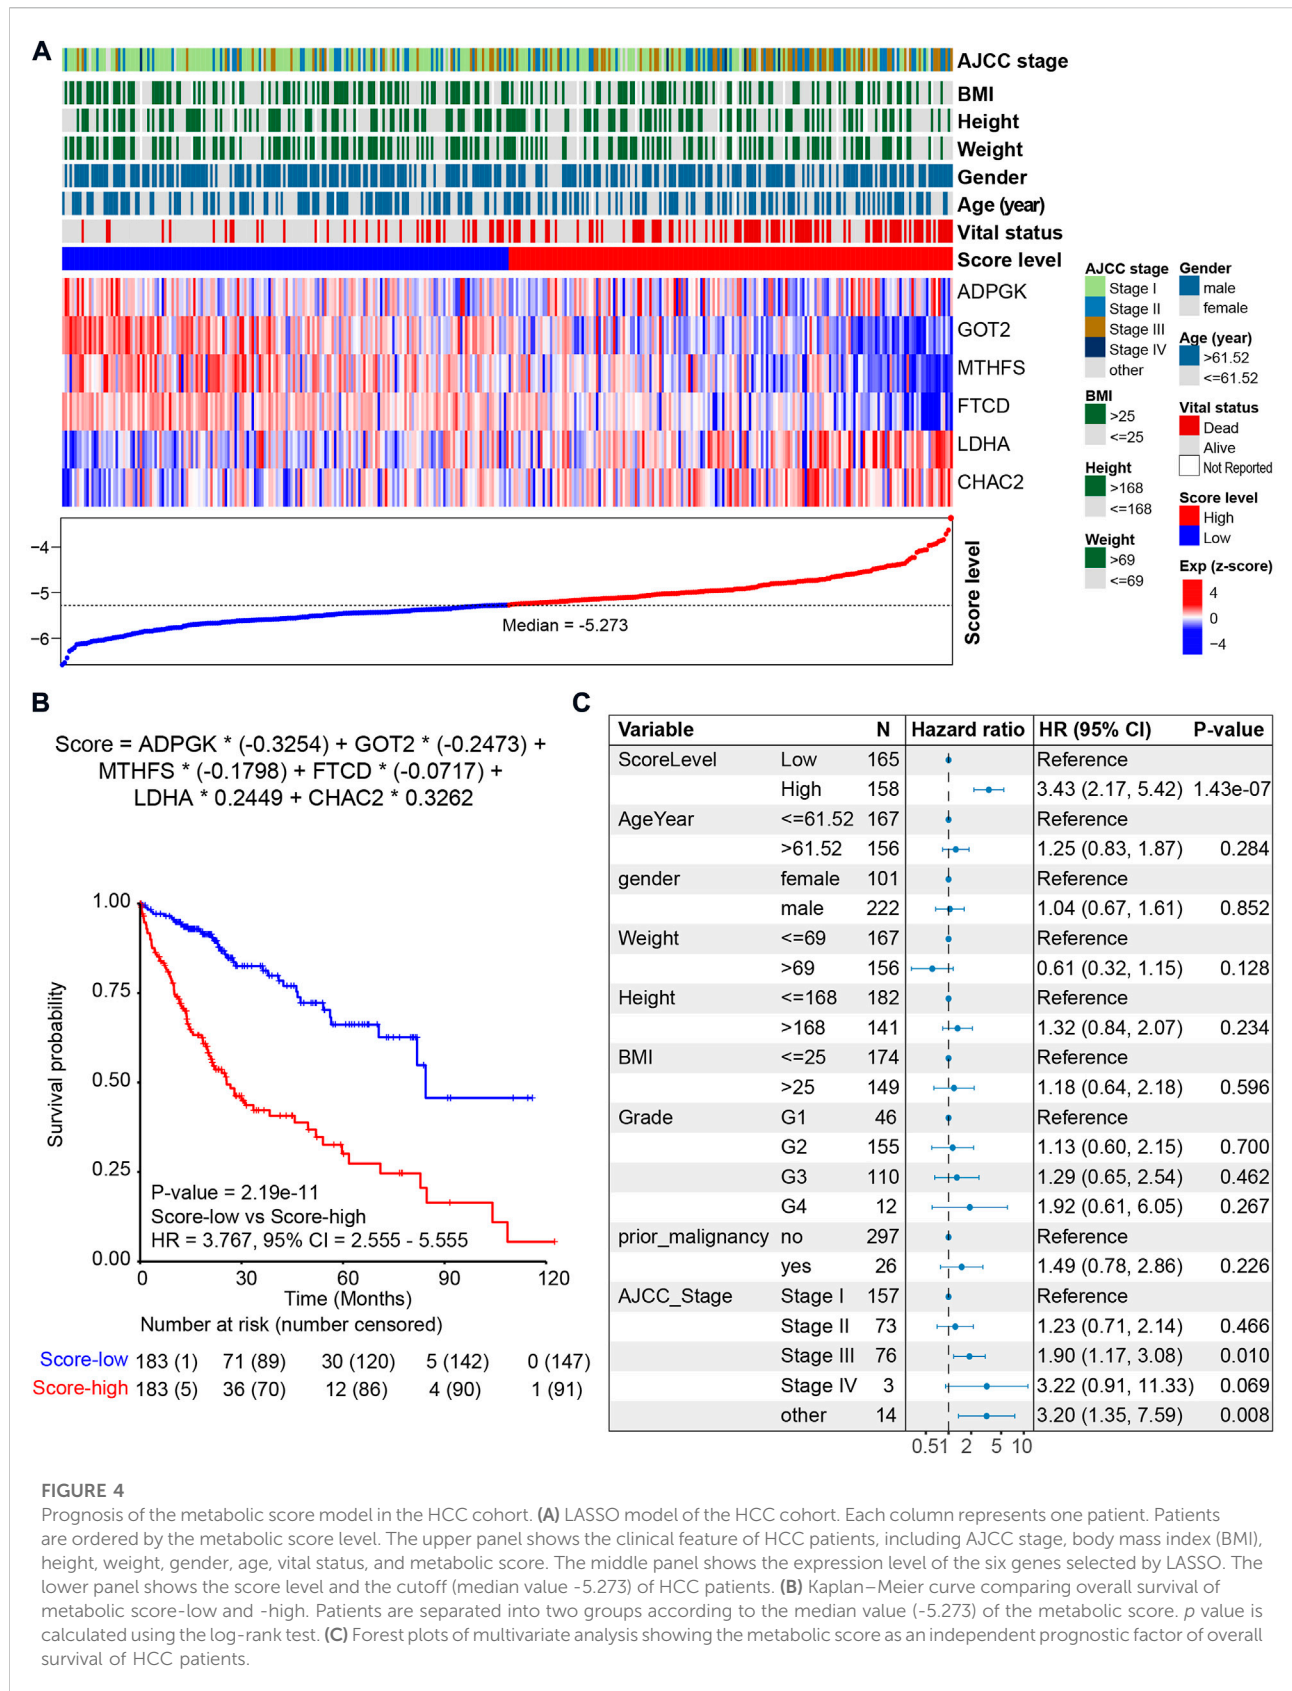 A
AJCC stage
BMI
Height
Weight
Gender
Age (year)
Vital status
Score level
ADPGK
GOT2
MTHFS
FTCD
LDHA
CHAC2
−4
−5
−6
Median = -5.273
Score level
AJCC stage
Stage I
Stage II
Stage III
Stage IV
other
BMI
>25
<=25
Height
>168
<=168
Weight
>69
<=69
Gender
male
female
Age (year)
>61.52
<=61.52
Vital status
Dead
Alive
Not Reported
Score level
High
Low
Exp (z-score)
4
0
−4
B
Score = ADPGK * (-0.3254) + GOT2 * (-0.2473) +
MTHFS * (-0.1798) + FTCD * (-0.0717) +
LDHA * 0.2449 + CHAC2 * 0.3262
Survival probability
1.00
0.75
0.50
0.25
0.00
P-value = 2.19e-11
Score-low vs Score-high
HR = 3.767, 95% CI = 2.555 - 5.555
0 30 60 90 120
Time (Months)
Number at risk (number censored)
Score-low 183 (1) 71 (89) 30 (120) 5 (142) 0 (147)
Score-high 183 (5) 36 (70) 12 (86) 4 (90) 1 (91)
C
Variable N Hazard ratio HR (95% CI) P-value
ScoreLevel Low 165 Reference
High 158 3.43 (2.17, 5.42) 1.43e-07
AgeYear <=61.52 167 Reference
>61.52 156 1.25 (0.83, 1.87) 0.284
gender female 101 Reference
male 222 1.04 (0.67, 1.61) 0.852
Weight <=69 167 Reference
>69 156 0.61 (0.32, 1.15) 0.128
Height <=168 182 Reference
>168 141 1.32 (0.84, 2.07) 0.234
BMI <=25 174 Reference
>25 149 1.18 (0.64, 2.18) 0.596
Grade G1 46 Reference
G2 155 1.13 (0.60, 2.15) 0.700
G3 110 1.29 (0.65, 2.54) 0.462
G4 12 1.92 (0.61, 6.05) 0.267
prior_malignancy no 297 Reference
yes 26 1.49 (0.78, 2.86) 0.226
AJCC_Stage Stage I 157 Reference
Stage II 73 1.23 (0.71, 2.14) 0.466
Stage III 76 1.90 (1.17, 3.08) 0.010
Stage IV 3 3.22 (0.91, 11.33) 0.069
other 14 3.20 (1.35, 7.59) 0.008
0.5 1 2 5 10
FIGURE 4
Prognosis of the metabolic score model in the HCC cohort. (A) LASSO model of the HCC cohort. Each column represents one patient. Patients
are ordered by the metabolic score level. The upper panel shows the clinical feature of HCC patients, including AJCC stage, body mass index (BMI),
height, weight, gender, age, vital status, and metabolic score. The middle panel shows the expression level of the six genes selected by LASSO. The
lower panel shows the score level and the cutoff (median value -5.273) of HCC patients. (B) Kaplan–Meier curve comparing overall survival of
metabolic score-low and -high. Patients are separated into two groups according to the median value (-5.273) of the metabolic score. p value is
calculated using the log-rank test. (C) Forest plots of multivariate analysis showing the metabolic score as an independent prognostic factor of overall
survival of HCC patients.